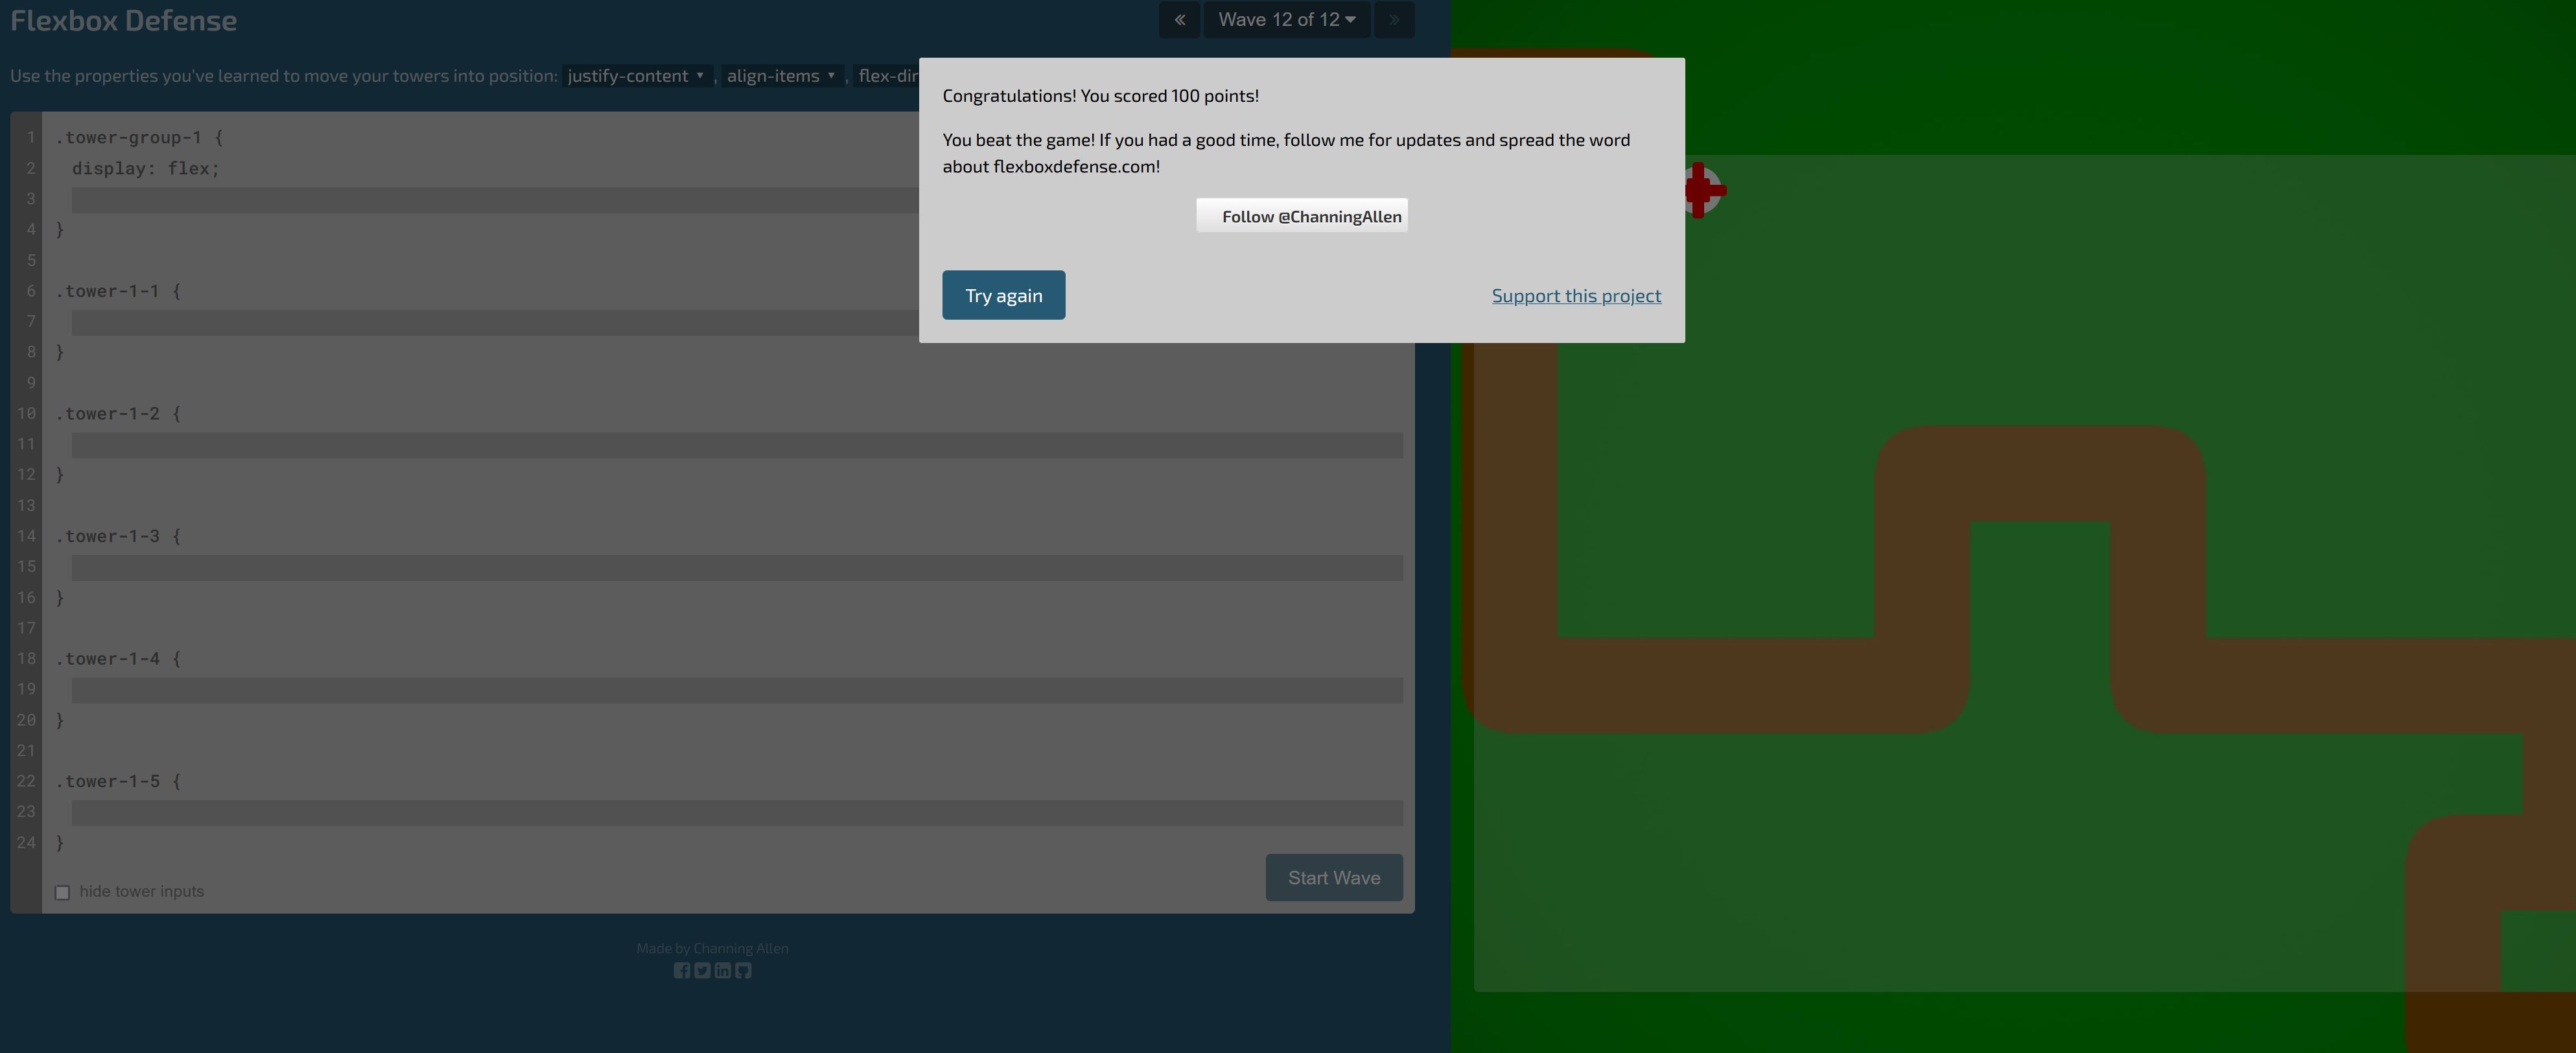 Flexbox Defense
« Wave 12 of 12 »
Use the properties you've learned to move your towers into position: justify-content , align-items , flex-dir
Congratulations! You scored 100 points!
You beat the game! If you had a good time, follow me for updates and spread the word
about flexboxdefense.com!
Follow @ChanningAllen
Try again
Support this project
1 .tower-group-1 {
2 display: flex;
3
4 }
5
6 .tower-1-1 {
7
8 }
9
10 .tower-1-2 {
11
12 }
13
14 .tower-1-3 {
15
16 }
17
18 .tower-1-4 {
19
20 }
21
22 .tower-1-5 {
23
24 }
hide tower inputs
Start Wave
Made by Channing Allen